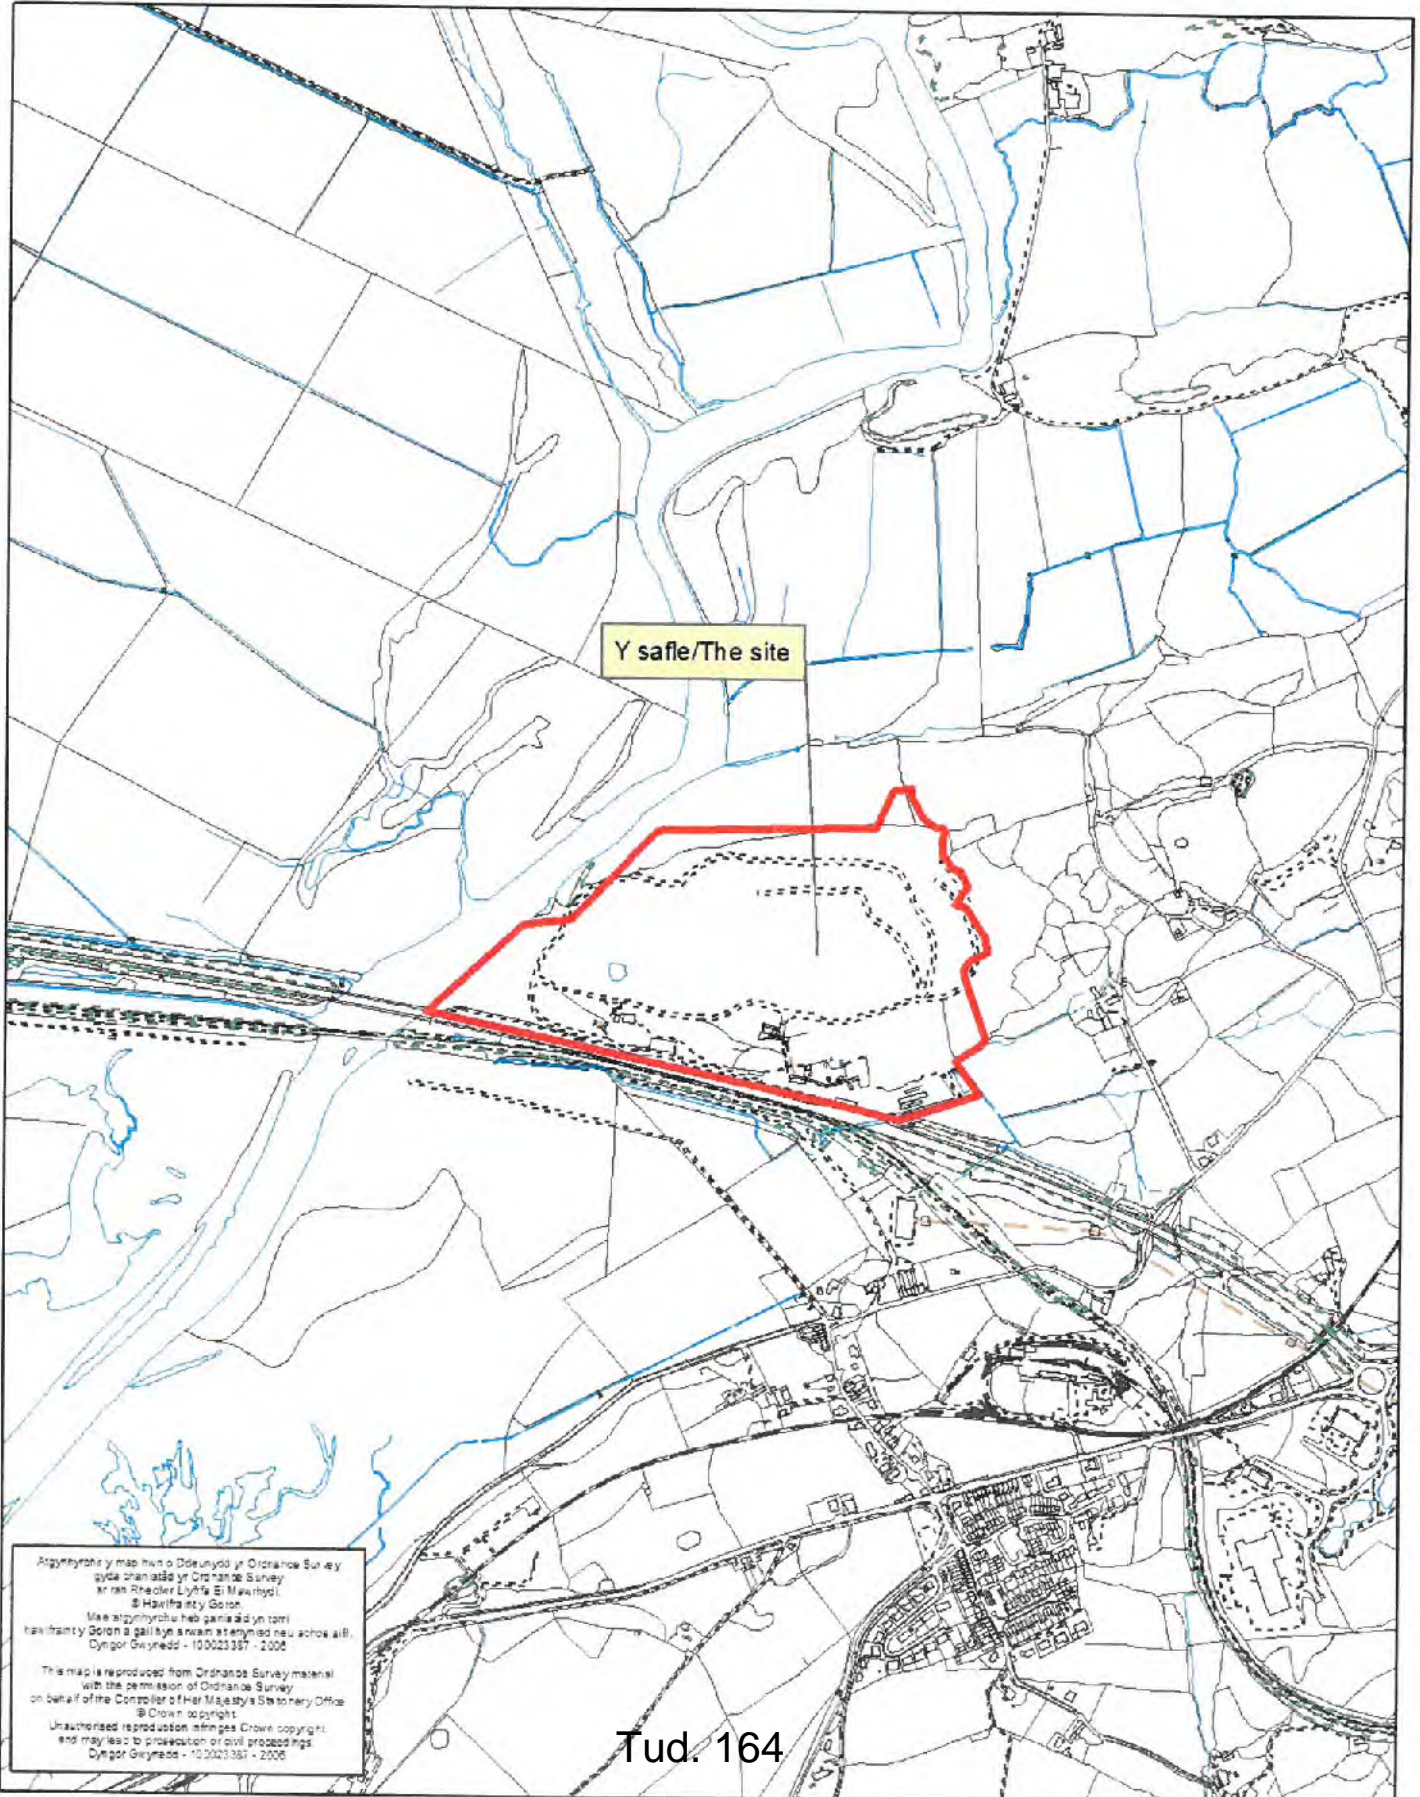 Y safle/The site
Atgynhyrchir y map hwn o Ddeunydd yr Ordnance Survey
gyda chaniatâd yr Ordnance Survey
ar ran Rheolwr Llyfrfa Ei Mawrhydi.
© Hawlfraint y Goron.
Mae atgynhyrchu heb ganiatâd yn torri
hawlfraint y Goron a gall hyn arwain at erlyniad neu achos sifil.
Cyngor Gwynedd - 100023387 - 2006
This map is reproduced from Ordnance Survey material
with the permission of Ordnance Survey
on behalf of the Controller of Her Majesty's Stationery Office
© Crown copyright.
Unauthorised reproduction infringes Crown copyright
and may lead to prosecution or civil proceedings.
Cyngor Gwynedd - 100023387 - 2006
Tud. 164